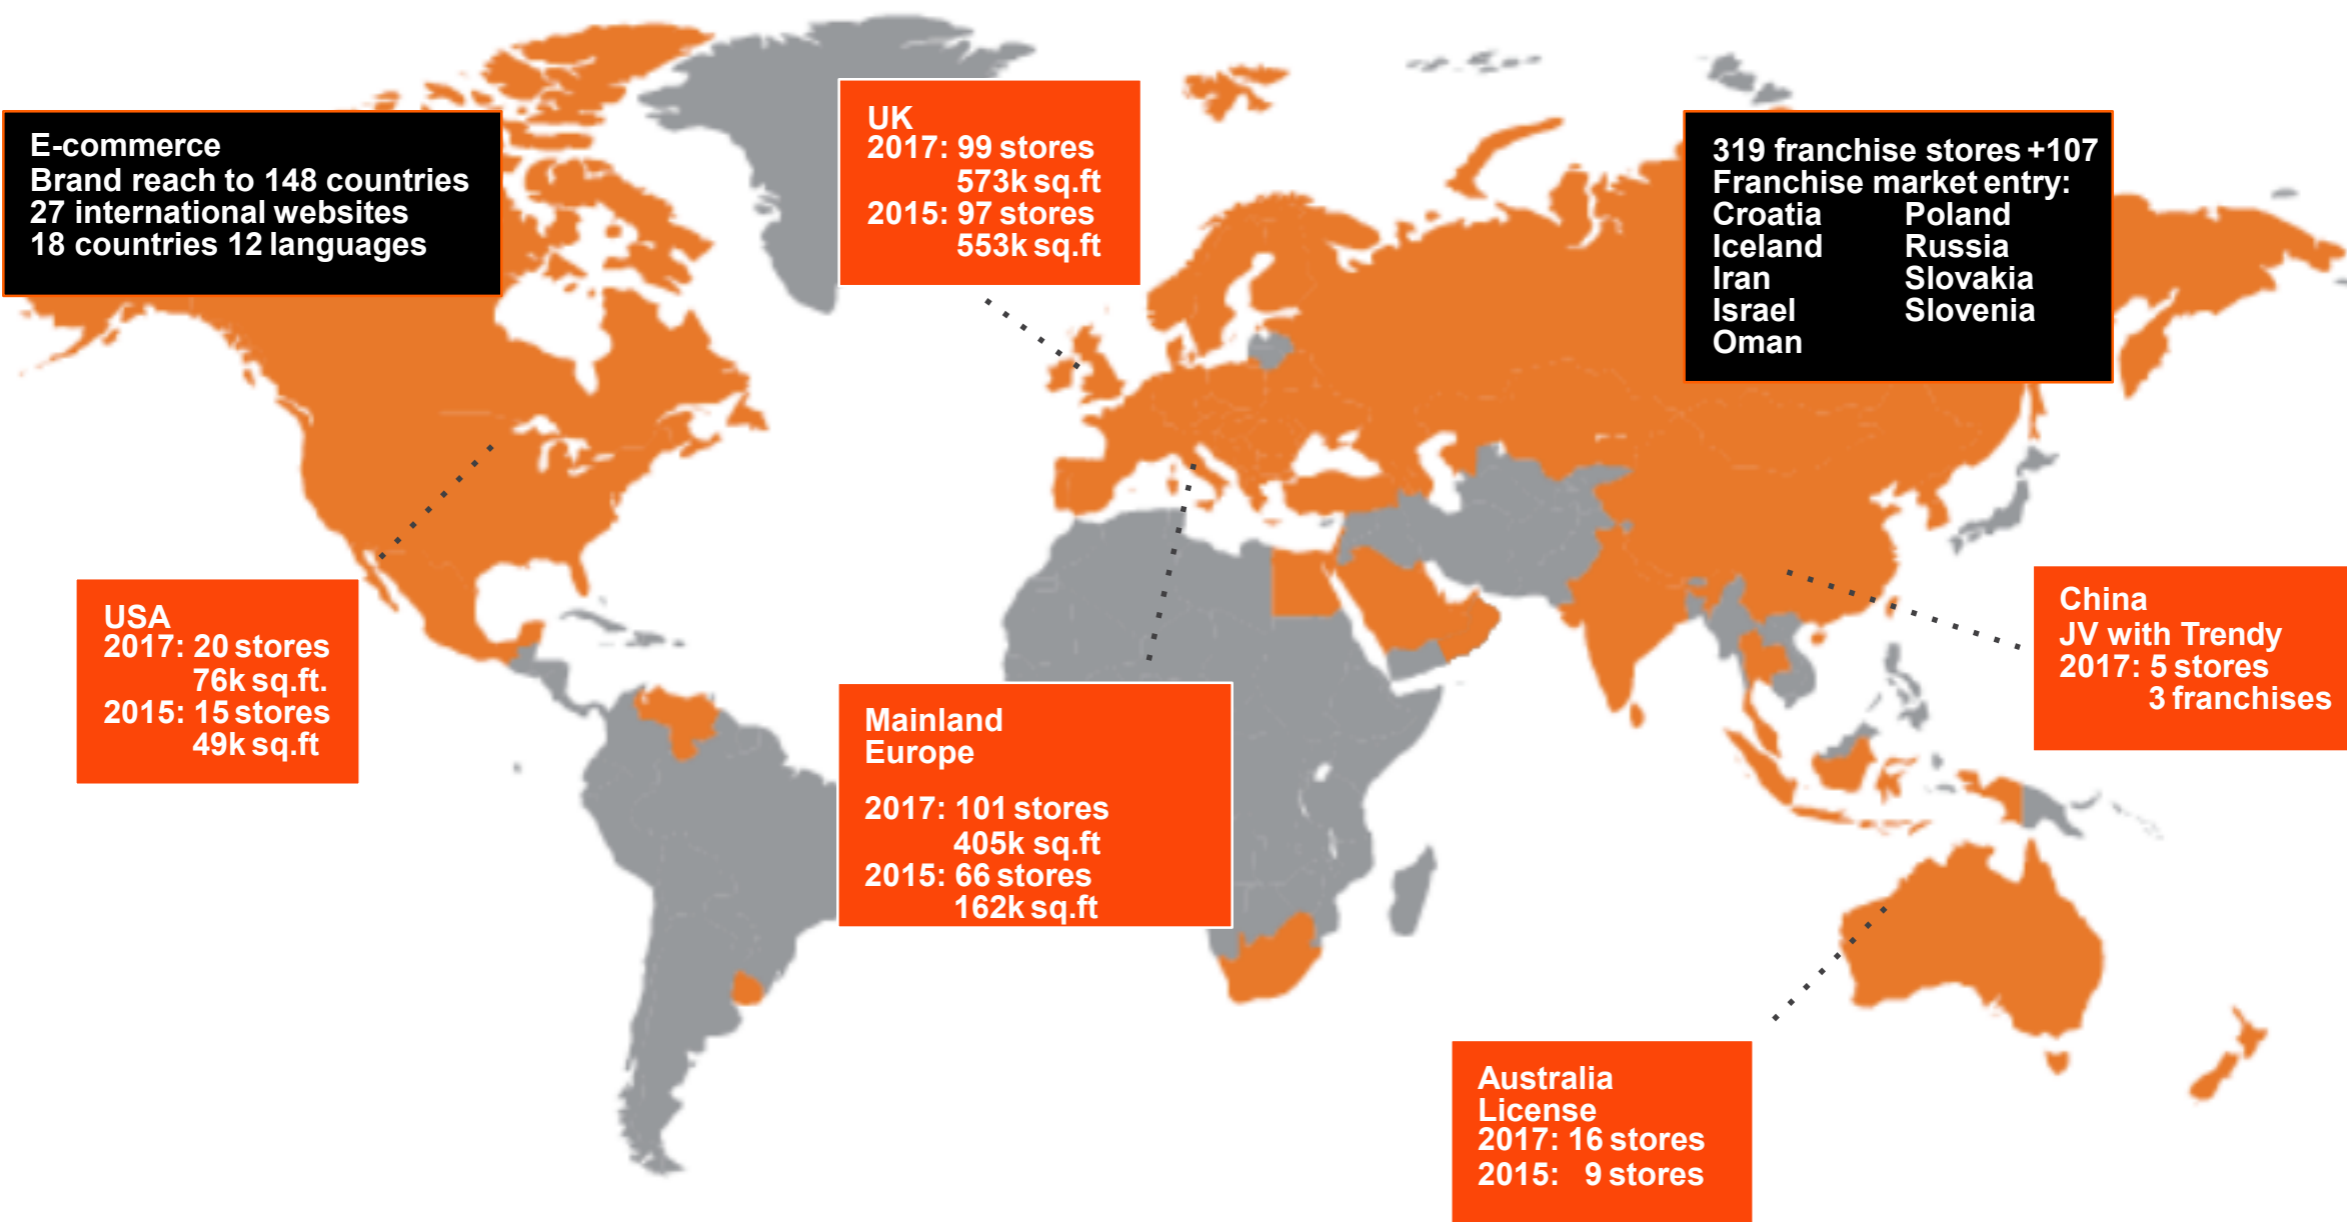 E-commerce
Brand reach to 148 countries
27 international websites
18 countries 12 languages
UK
2017: 99 stores
573k sq.ft
2015: 97 stores
553k sq.ft
319 franchise stores +107
Franchise market entry:
Croatia Poland
Iceland Russia
Iran Slovakia
Israel Slovenia
Oman
USA
2017: 20 stores
76k sq.ft.
2015: 15 stores
49k sq.ft
Mainland
Europe
2017: 101 stores
405k sq.ft
2015: 66 stores
162k sq.ft
China
JV with Trendy
2017: 5 stores
3 franchises
Australia
License
2017: 16 stores
2015: 9 stores